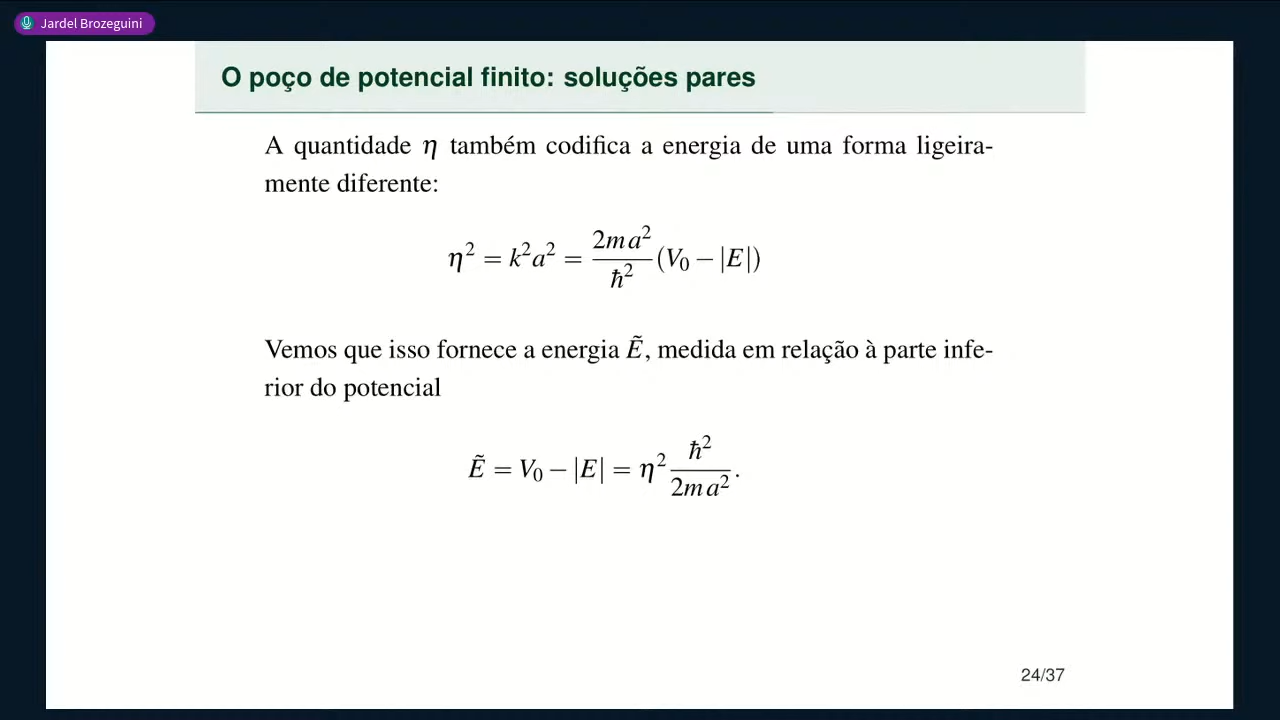 Jardel Brozeguini
O poço de potencial finito: soluções pares
A quantidade η também codifica a energia de uma forma ligeira-
mente diferente:
η² = k²a² = 2ma²/ħ² (V₀ − |E|)
Vemos que isso fornece a energia Ẽ, medida em relação à parte infe-
rior do potencial
Ẽ = V₀ − |E| = η² ħ²/2ma² .
24/37